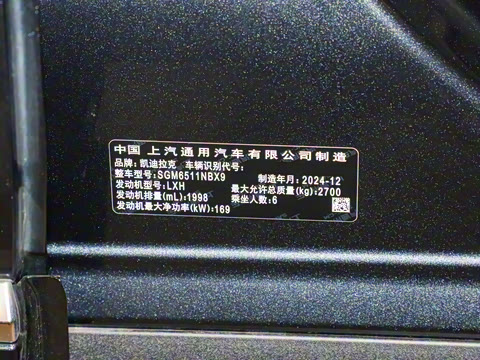 中国 上汽通用汽车有限公司制造
品牌: 凯迪拉克 车辆识别代号:
整车型号:SGM6511NBX9 制造年月: 2024-12
发动机型号:LXH 最大允许总质量(kg):2700
发动机排量(mL):1998 乘坐人数:6
发动机最大净功率(kW):169